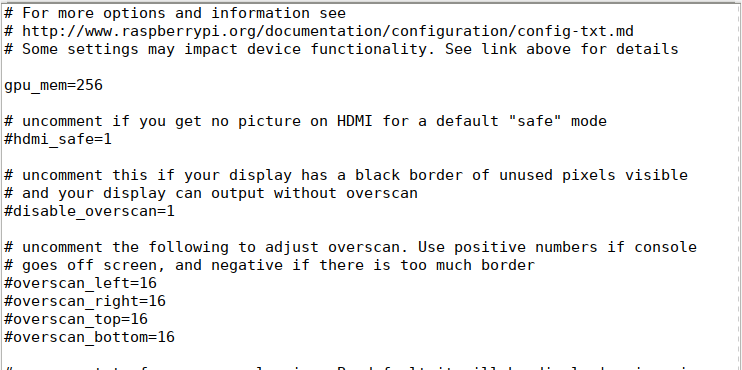 # For more options and information see
# http://www.raspberrypi.org/documentation/configuration/config-txt.md
# Some settings may impact device functionality. See link above for details
gpu_mem=256
# uncomment if you get no picture on HDMI for a default "safe" mode
#hdmi_safe=1
# uncomment this if your display has a black border of unused pixels visible
# and your display can output without overscan
#disable_overscan=1
# uncomment the following to adjust overscan. Use positive numbers if console
# goes off screen, and negative if there is too much border
#overscan_left=16
#overscan_right=16
#overscan_top=16
#overscan_bottom=16